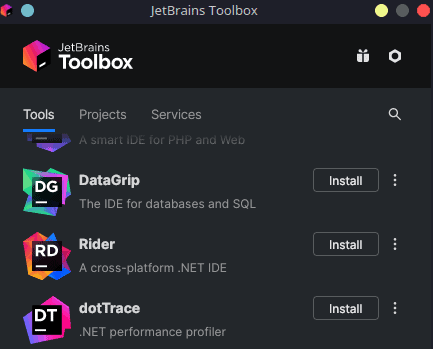 JetBrains Toolbox
JetBrains
Toolbox
Tools Projects Services
A smart IDE for PHP and Web
DG
DataGrip
Install
The IDE for databases and SQL
RD
Rider
Install
A cross-platform .NET IDE
DT
dotTrace
Install
.NET performance profiler